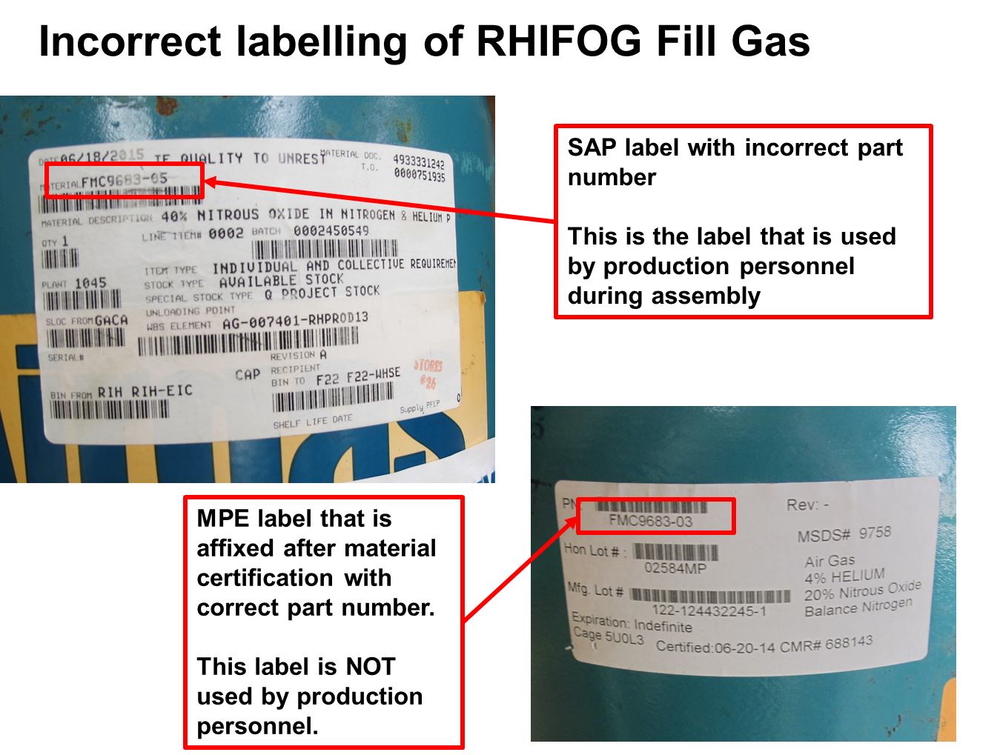 Incorrect labelling of RHIFOG Fill Gas
DATE 06/18/2015 TF QUALITY TO UNREST
MATERIAL DOC. 4933331242
T.O. 0000751935
MATERIAL FMC9683-05
MATERIAL DESCRIPTION 40% NITROUS OXIDE IN NITROGEN & HELIUM P
QTY 1
LINE ITEM# 0002 BATCH 0002450549
ITEM TYPE INDIVIDUAL AND COLLECTIVE REQUIREMEN
PLANT 1045
STOCK TYPE AVAILABLE STOCK
SPECIAL STOCK TYPE Q PROJECT STOCK
UNLOADING POINT
SLOC FROM GACA
WBS ELEMENT AG-007401-RHPROD13
SERIAL#
REVISION A
CAP RECIPIENT
BIN FROM RIH RIH-EIC
BIN TO F22 F22-WHSE
STORES
#26
Supply PFEP
SHELF LIFE DATE
SAP label with incorrect part
number
This is the label that is used
by production personnel
during assembly
MPE label that is
affixed after material
certification with
correct part number.
This label is NOT
used by production
personnel.
PN:
FMC9683-03
Rev: -
MSDS# 9758
Hon Lot # :
02584MP
Air Gas
4% HELIUM
20% Nitrous Oxide
Balance Nitrogen
Mfg. Lot #
122-124432245-1
Expiration: Indefinite
Cage 5U0L3
Certified:06-20-14 CMR# 688143